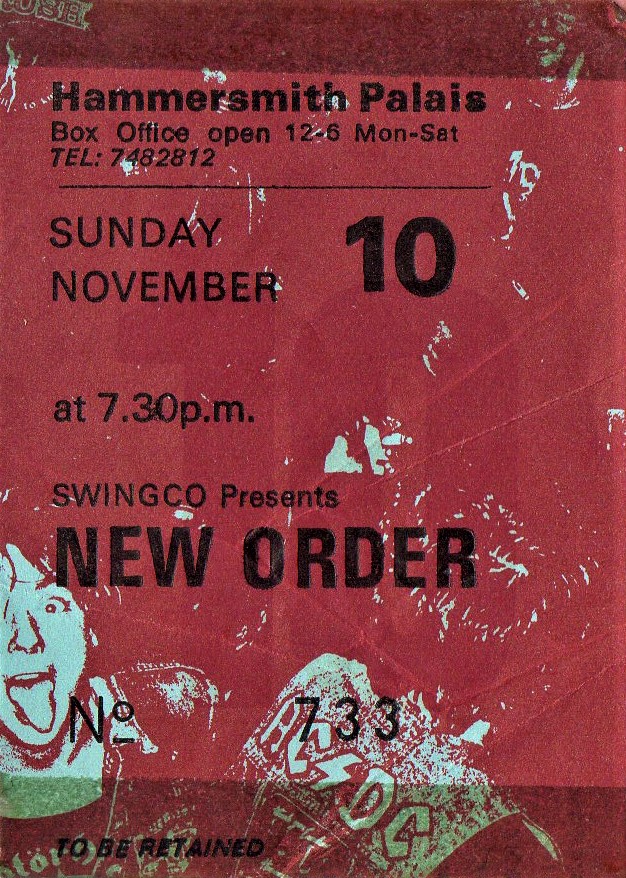 Hammersmith Palais
Box Office open 12-6 Mon-Sat
TEL: 7482812
SUNDAY 10
NOVEMBER
at 7.30p.m.
SWINGCO Presents
NEW ORDER
Nº 733
TO BE RETAINED